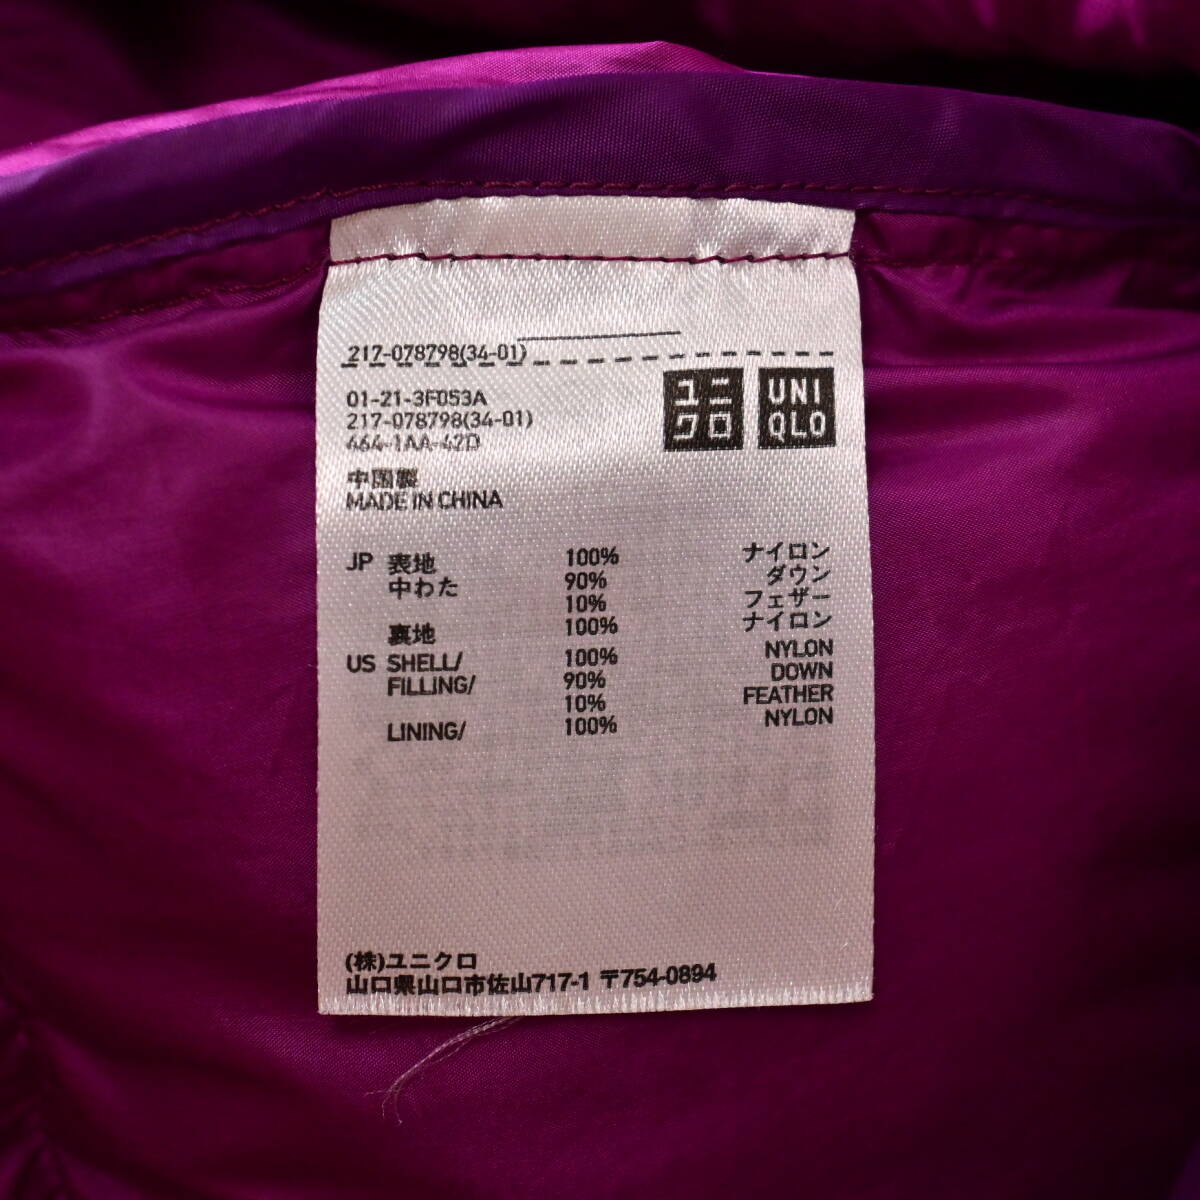 217-078798(34-01)
01-21-3F053A
217-078798(34-01)
464-1AA-42D
ユニ
クロ
UNI
QLO
中国製
MADE IN CHINA
JP 表地 100% ナイロン
中わた 90% ダウン
10% フェザー
裏地 100% ナイロン
US SHELL/ 100% NYLON
FILLING/ 90% DOWN
10% FEATHER
LINING/ 100% NYLON
(株)ユニクロ
山口県山口市佐山717-1 〒754-0894